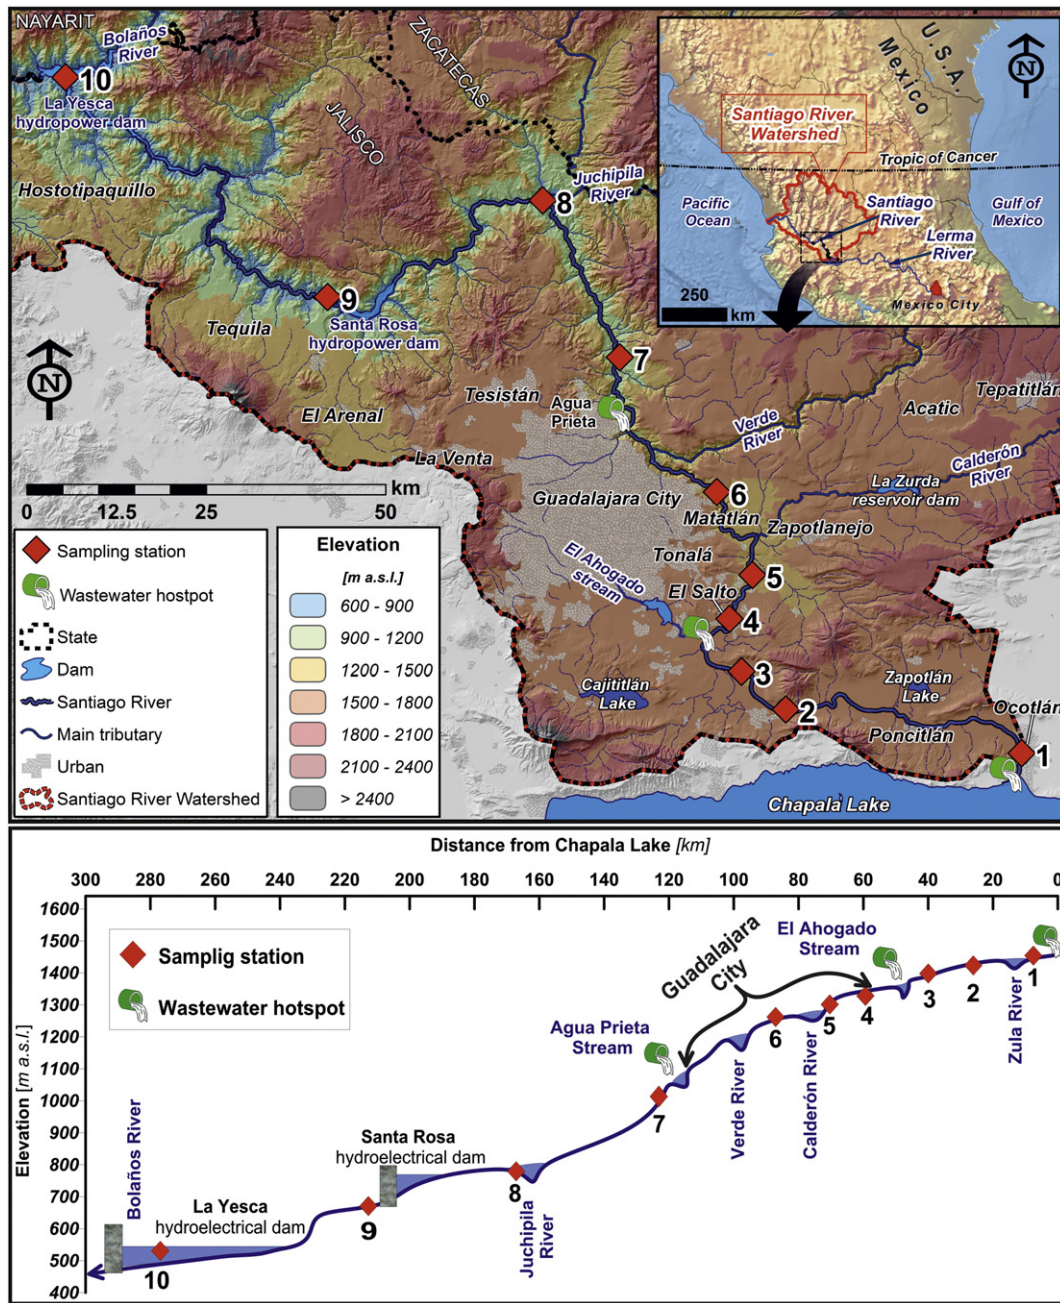 NAYARIT
Bolaños
River
10
La Yesca
hydropower dam
ZACATECAS
JALISCO
Hostotipaquillo
Juchipila
River
8
9
Santa Rosa
hydropower dam
Tequila
N
El Arenal
Tesistán
7
Agua
Prieta
Verde
River
Acatic
Tepatitlán
Calderón
River
La Venta
Guadalajara City
6
Matatlán
La Zurda
reservoir dam
Zapotlanejo
Tonalá
El Ahogado
stream
El Salto
5
4
3
Cajititlán
Lake
2
Zapotlán
Lake
Ocotlán
Poncitlán
1
Chapala Lake
U.S.A.
Mexico
N
Santiago River
Watershed
Tropic of Cancer
Pacific
Ocean
Santiago
River
Gulf of
Mexico
Lerma
River
Mexico City
250
km
km
0 12.5 25 50
Sampling station
Wastewater hostpot
State
Dam
Santiago River
Main tributary
Urban
Santiago River Watershed
Elevation
[m a.s.l.]
600 - 900
900 - 1200
1200 - 1500
1500 - 1800
1800 - 2100
2100 - 2400
> 2400
Distance from Chapala Lake [km]
300 280 260 240 220 200 180 160 140 120 100 80 60 40 20 0
Elevation [m a.s.l.]
1600
1500
1400
1300
1200
1100
1000
900
800
700
600
500
400
Samplig station
Wastewater hotspot
Guadalajara
City
El Ahogado
Stream
Agua Prieta
Stream
1
2
3
4
5
6
7
8
9
10
Zula River
Calderón River
Verde River
Juchipila
River
Santa Rosa
hydroelectrical dam
La Yesca
hydroelectrical dam
Bolaños River